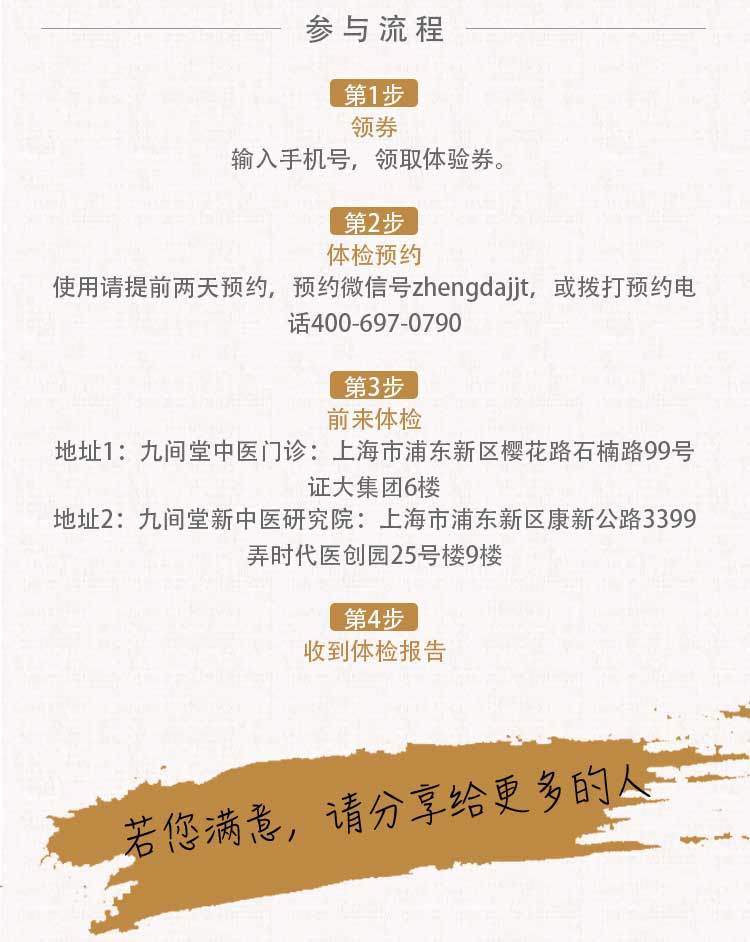 参与流程
第1步
领券
输入手机号，领取体验券。
第2步
体检预约
使用请提前两天预约，预约微信号zhengdajjt，或拨打预约电
话400-697-0790
第3步
前来体检
地址1：九间堂中医门诊：上海市浦东新区樱花路石楠路99号
证大集团6楼
地址2：九间堂新中医研究院：上海市浦东新区康新公路3399
弄时代医创园25号楼9楼
第4步
收到体检报告
若您满意，请分享给更多的人